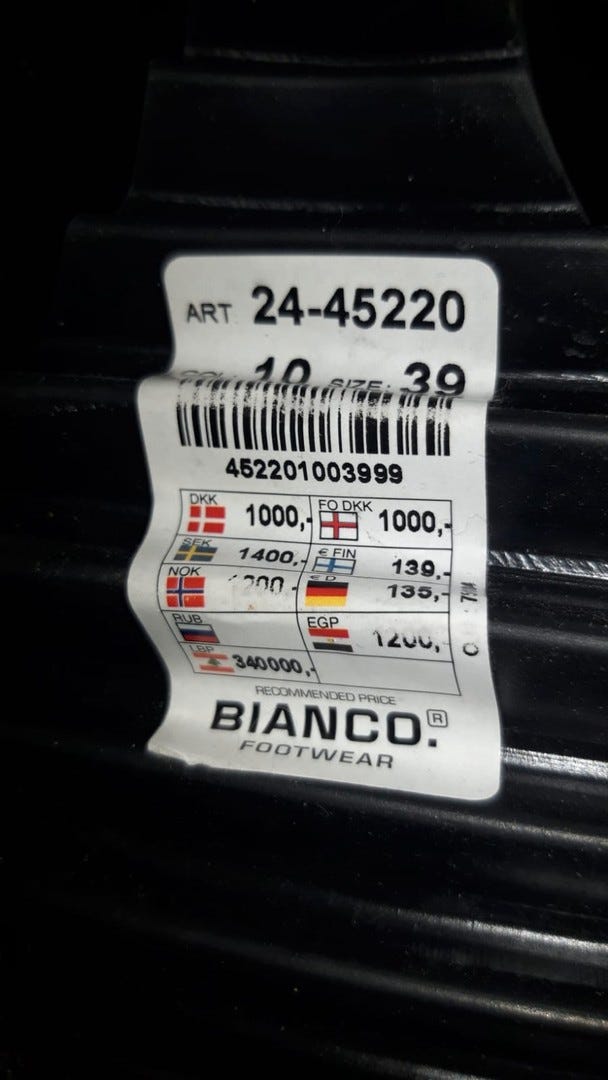 ART 24-45220
COL: 10 SIZE: 39
452201003999
DKK 1000,- FO DKK 1000,-
SEK 1400,- € FIN 139,-
NOK € D 135,-
RUB EGP 1200,-
LBP 340000,-
RECOMMENDED PRICE
BIANCO.®
FOOTWEAR